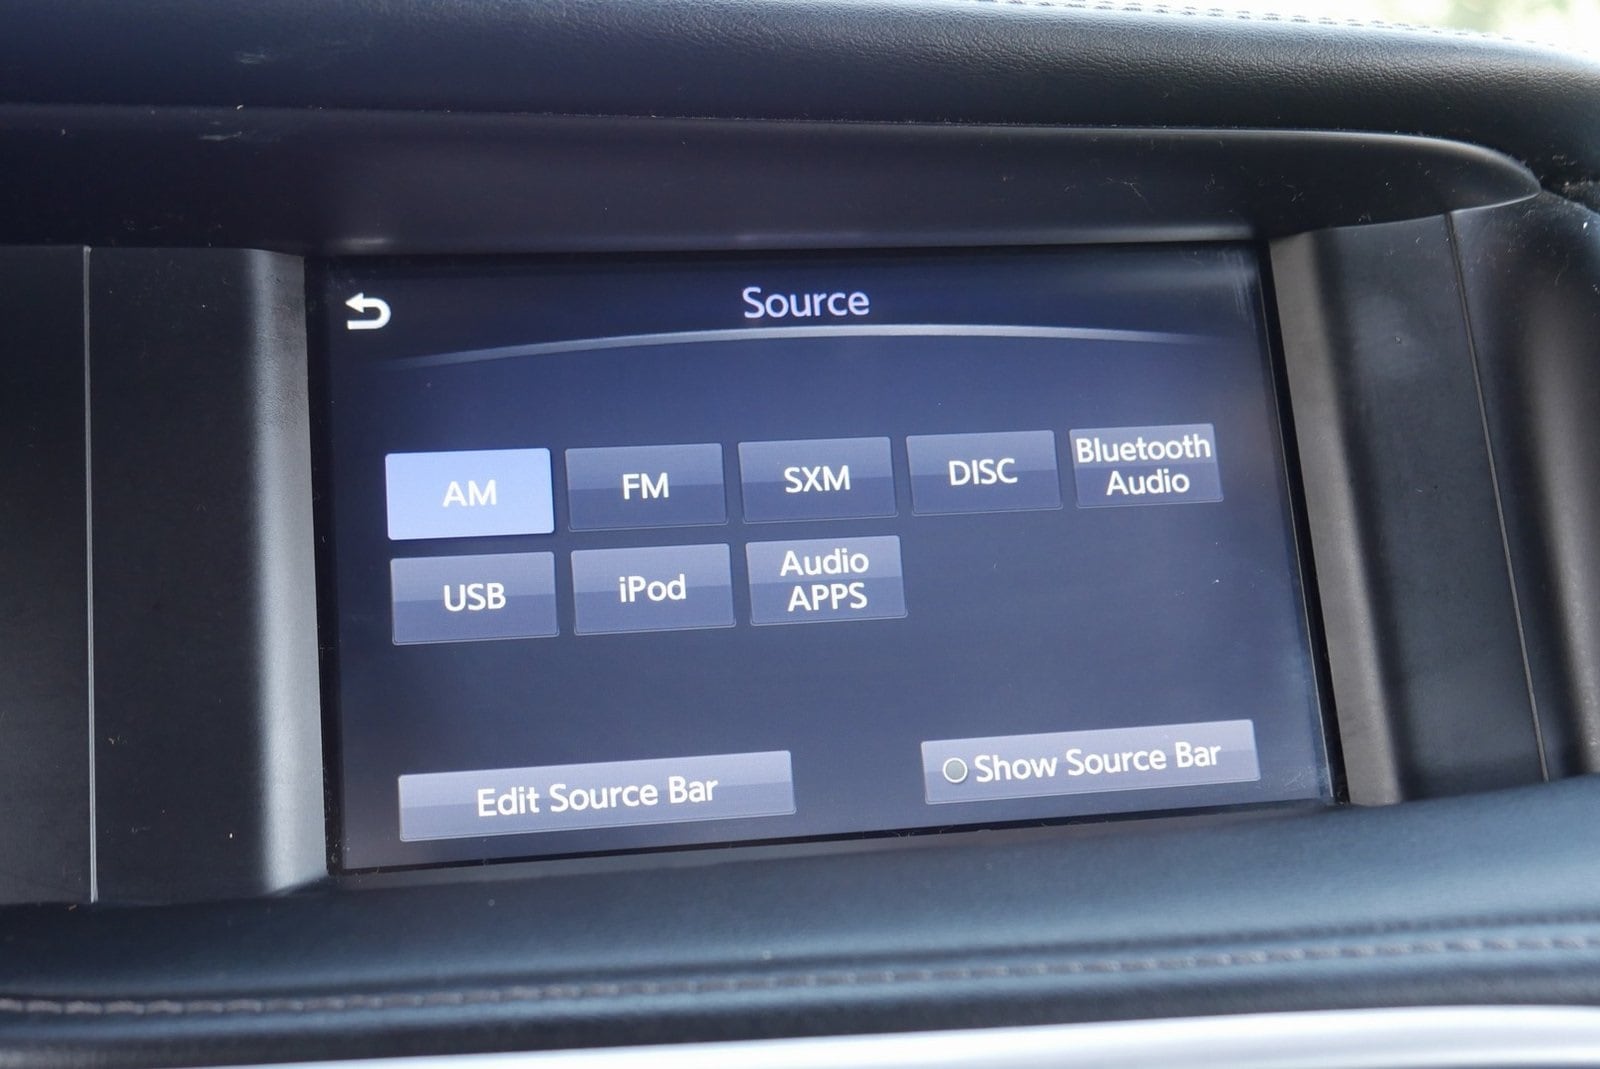 Source
AM
FM
SXM
DISC
Bluetooth
Audio
USB
iPod
Audio
APPS
Edit Source Bar
Show Source Bar